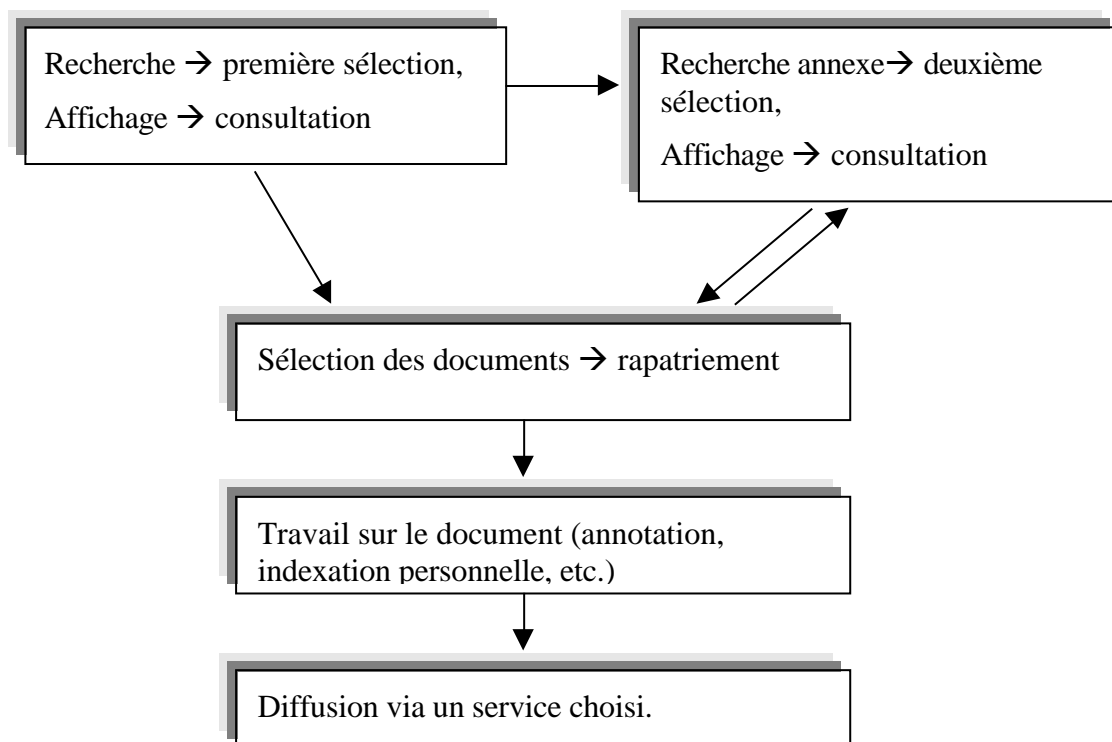 Recherche → première sélection,
Affichage → consultation
Recherche annexe→ deuxième
sélection,
Affichage → consultation
Sélection des documents → rapatriement
Travail sur le document (annotation,
indexation personnelle, etc.)
Diffusion via un service choisi.